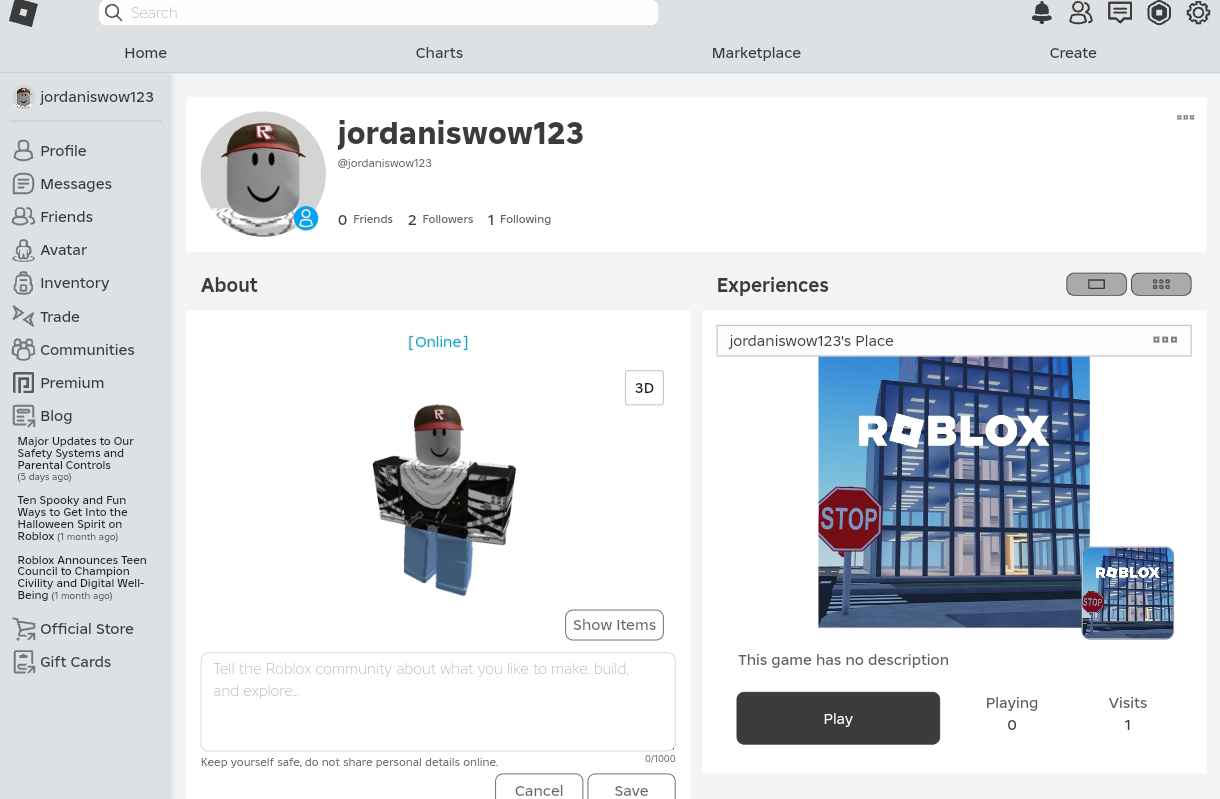 Search
Home
Charts
Marketplace
Create
jordaniswow123
Profile
Messages
Friends
Avatar
Inventory
Trade
Communities
Premium
Blog
Major Updates to Our
Safety Systems and
Parental Controls
(5 days ago)
Ten Spooky and Fun
Ways to Get Into the
Halloween Spirit on
Roblox (1 month ago)
Roblox Announces Teen
Council to Champion
Civility and Digital Well-
Being (1 month ago)
Official Store
Gift Cards
R
jordaniswow123
@jordaniswow123
0 Friends 2 Followers 1 Following
About
[Online]
3D
R
Show Items
Tell the Roblox community about what you like to make, build,
and explore...
Keep yourself safe, do not share personal details online.
0/1000
Cancel
Save
Experiences
jordaniswow123's Place
ROBLOX
STOP
ROBLOX
STOP
This game has no description
Play
Playing
0
Visits
1